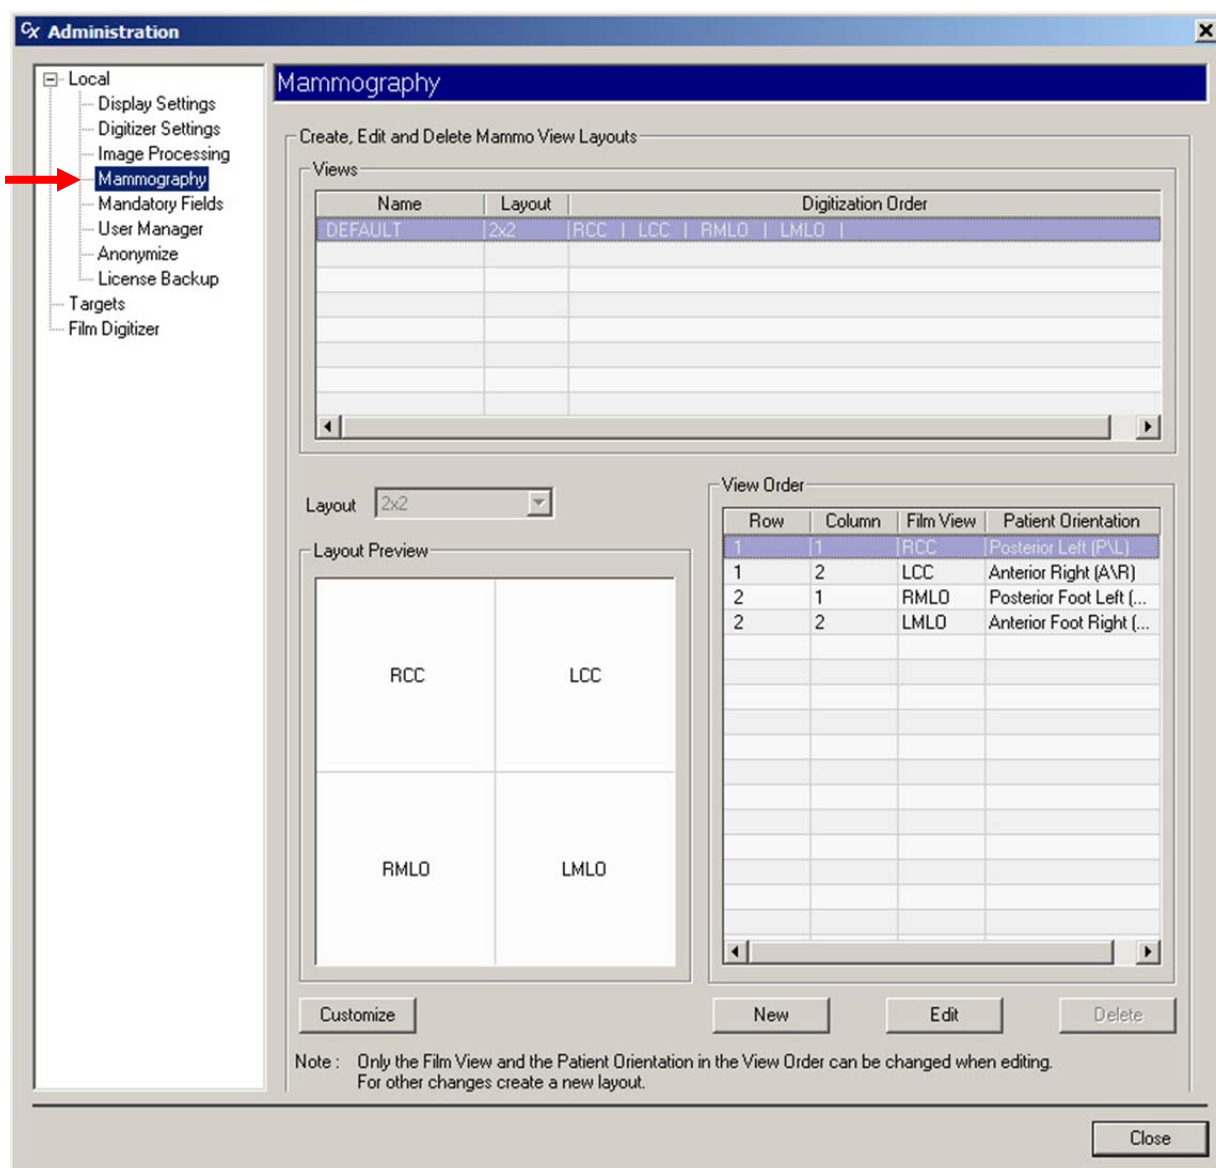 Cx Administration
Local
Display Settings
Digitizer Settings
Image Processing
Mammography
Mandatory Fields
User Manager
Anonymize
License Backup
Targets
Film Digitizer
Mammography
Create, Edit and Delete Mammo View Layouts
Views
Name Layout Digitization Order
DEFAULT 2x2 RCC | LCC | RMLO | LMLO |
Layout 2x2
Layout Preview
RCC LCC
RMLO LMLO
View Order
Row Column Film View Patient Orientation
1 1 RCC Posterior Left (P\L)
1 2 LCC Anterior Right (A\R)
2 1 RMLO Posterior Foot Left (...
2 2 LMLO Anterior Foot Right (...
Customize New Edit Delete
Note : Only the Film View and the Patient Orientation in the View Order can be changed when editing.
For other changes create a new layout.
Close